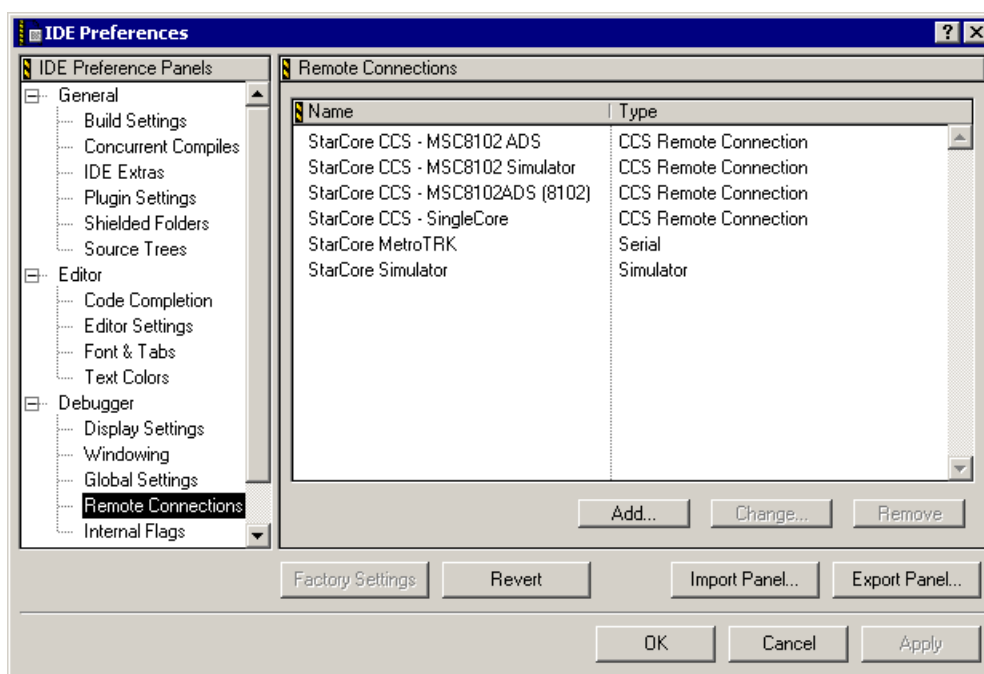 IDE Preferences
IDE Preference Panels
General
Build Settings
Concurrent Compiles
IDE Extras
Plugin Settings
Shielded Folders
Source Trees
Editor
Code Completion
Editor Settings
Font & Tabs
Text Colors
Debugger
Display Settings
Windowing
Global Settings
Remote Connections
Internal Flags
Remote Connections
Name Type
StarCore CCS - MSC8102 ADS CCS Remote Connection
StarCore CCS - MSC8102 Simulator CCS Remote Connection
StarCore CCS - MSC8102ADS (8102) CCS Remote Connection
StarCore CCS - SingleCore CCS Remote Connection
StarCore MetroTRK Serial
StarCore Simulator Simulator
Add... Change... Remove
Factory Settings Revert Import Panel... Export Panel...
OK Cancel Apply